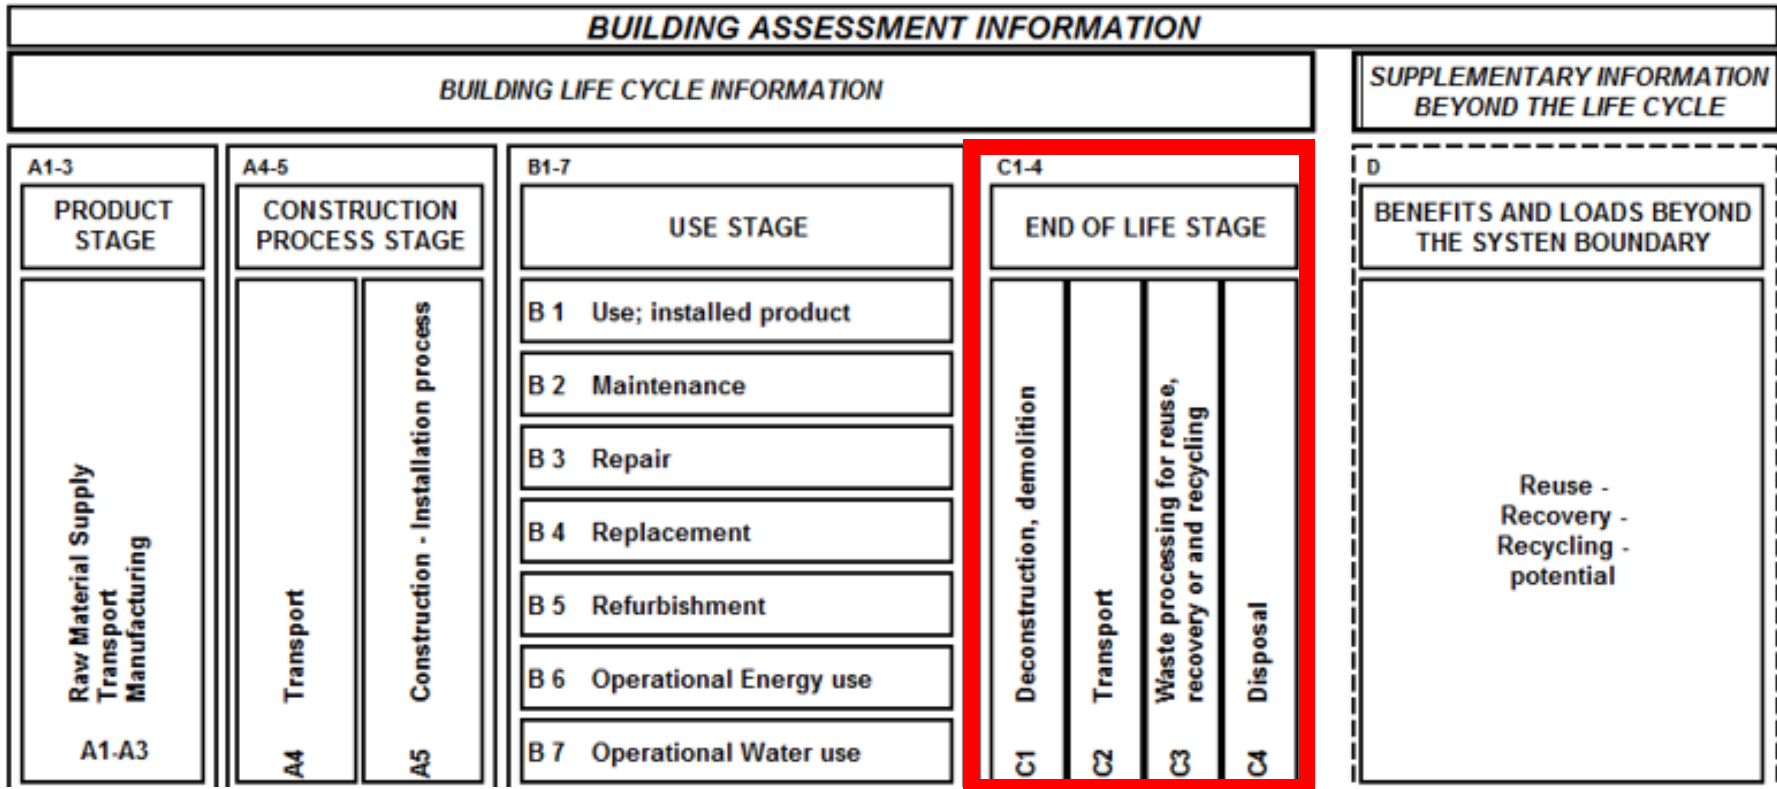 BUILDING ASSESSMENT INFORMATION
BUILDING LIFE CYCLE INFORMATION
SUPPLEMENTARY INFORMATION
BEYOND THE LIFE CYCLE
A1-3
PRODUCT
STAGE
Raw Material Supply
Transport
Manufacturing
A1-A3
A4-5
CONSTRUCTION
PROCESS STAGE
A4 Transport
A5 Construction - Installation process
B1-7
USE STAGE
B 1 Use; installed product
B 2 Maintenance
B 3 Repair
B 4 Replacement
B 5 Refurbishment
B 6 Operational Energy use
B 7 Operational Water use
C1-4
END OF LIFE STAGE
C1 Deconstruction, demolition
C2 Transport
C3 Waste processing for reuse,
recovery or and recycling
C4 Disposal
D
BENEFITS AND LOADS BEYOND
THE SYSTEN BOUNDARY
Reuse -
Recovery -
Recycling -
potential